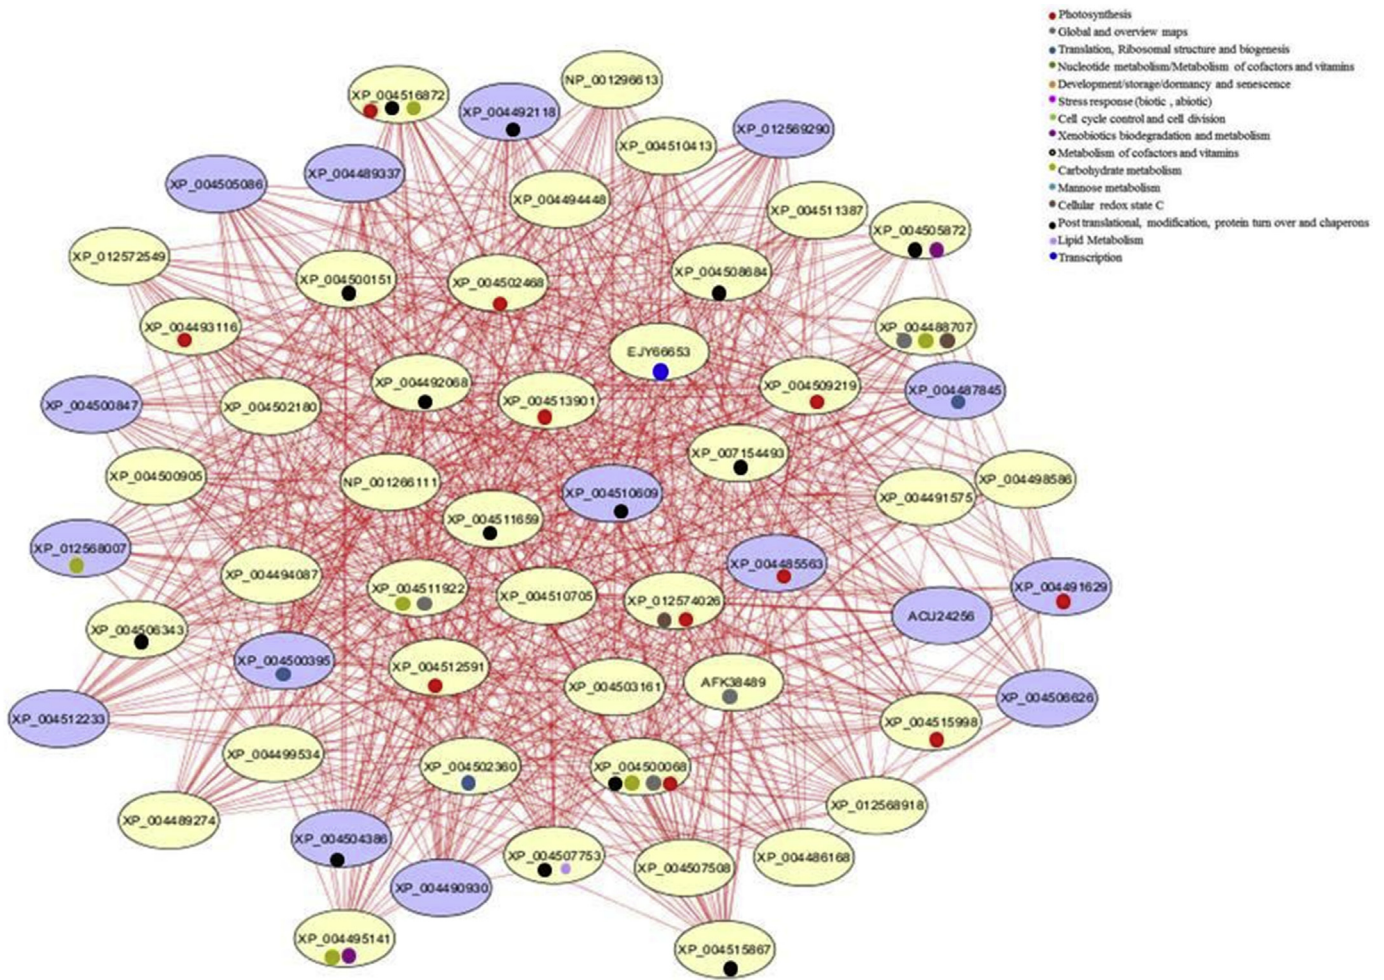 Photosynthesis
Global and overview maps
Translation, Ribosomal structure and biogenesis
Nucleotide metabolism/Metabolism of cofactors and vitamins
Development/storage/dormancy and senescence
Stress response (biotic , abiotic)
Cell cycle control and cell division
Xenobiotics biodegradation and metabolism
Metabolism of cofactors and vitamins
Carbohydrate metabolism
Mannose metabolism
Cellular redox state C
Post translational, modification, protein turn over and chaperons
Lipid Metabolism
Transcription
NP_001296613
XP_004516872
XP_004492118
XP_012569290
XP_004510413
XP_004489337
XP_004505086
XP_004494448
XP_004511387
XP_004505872
XP_012572549
XP_004500151
XP_004502468
XP_004508684
XP_004493116
XP_004488707
EJY66653
XP_004492068
XP_004509219
XP_004487845
XP_004500847
XP_004502180
XP_004513901
XP_007154493
XP_004500905
NP_001266111
XP_004498586
XP_004510609
XP_004491575
XP_004511659
XP_012568007
XP_004485563
XP_004494087
XP_004511922
XP_004510705
XP_012574026
XP_004491629
ACU24256
XP_004506343
XP_004500395
XP_004512591
XP_004503161
AFK38489
XP_004506626
XP_004512233
XP_004515998
XP_004499534
XP_004502360
XP_004500068
XP_012568918
XP_004489274
XP_004504386
XP_004507753
XP_004507508
XP_004486168
XP_004490930
XP_004495141
XP_004515867